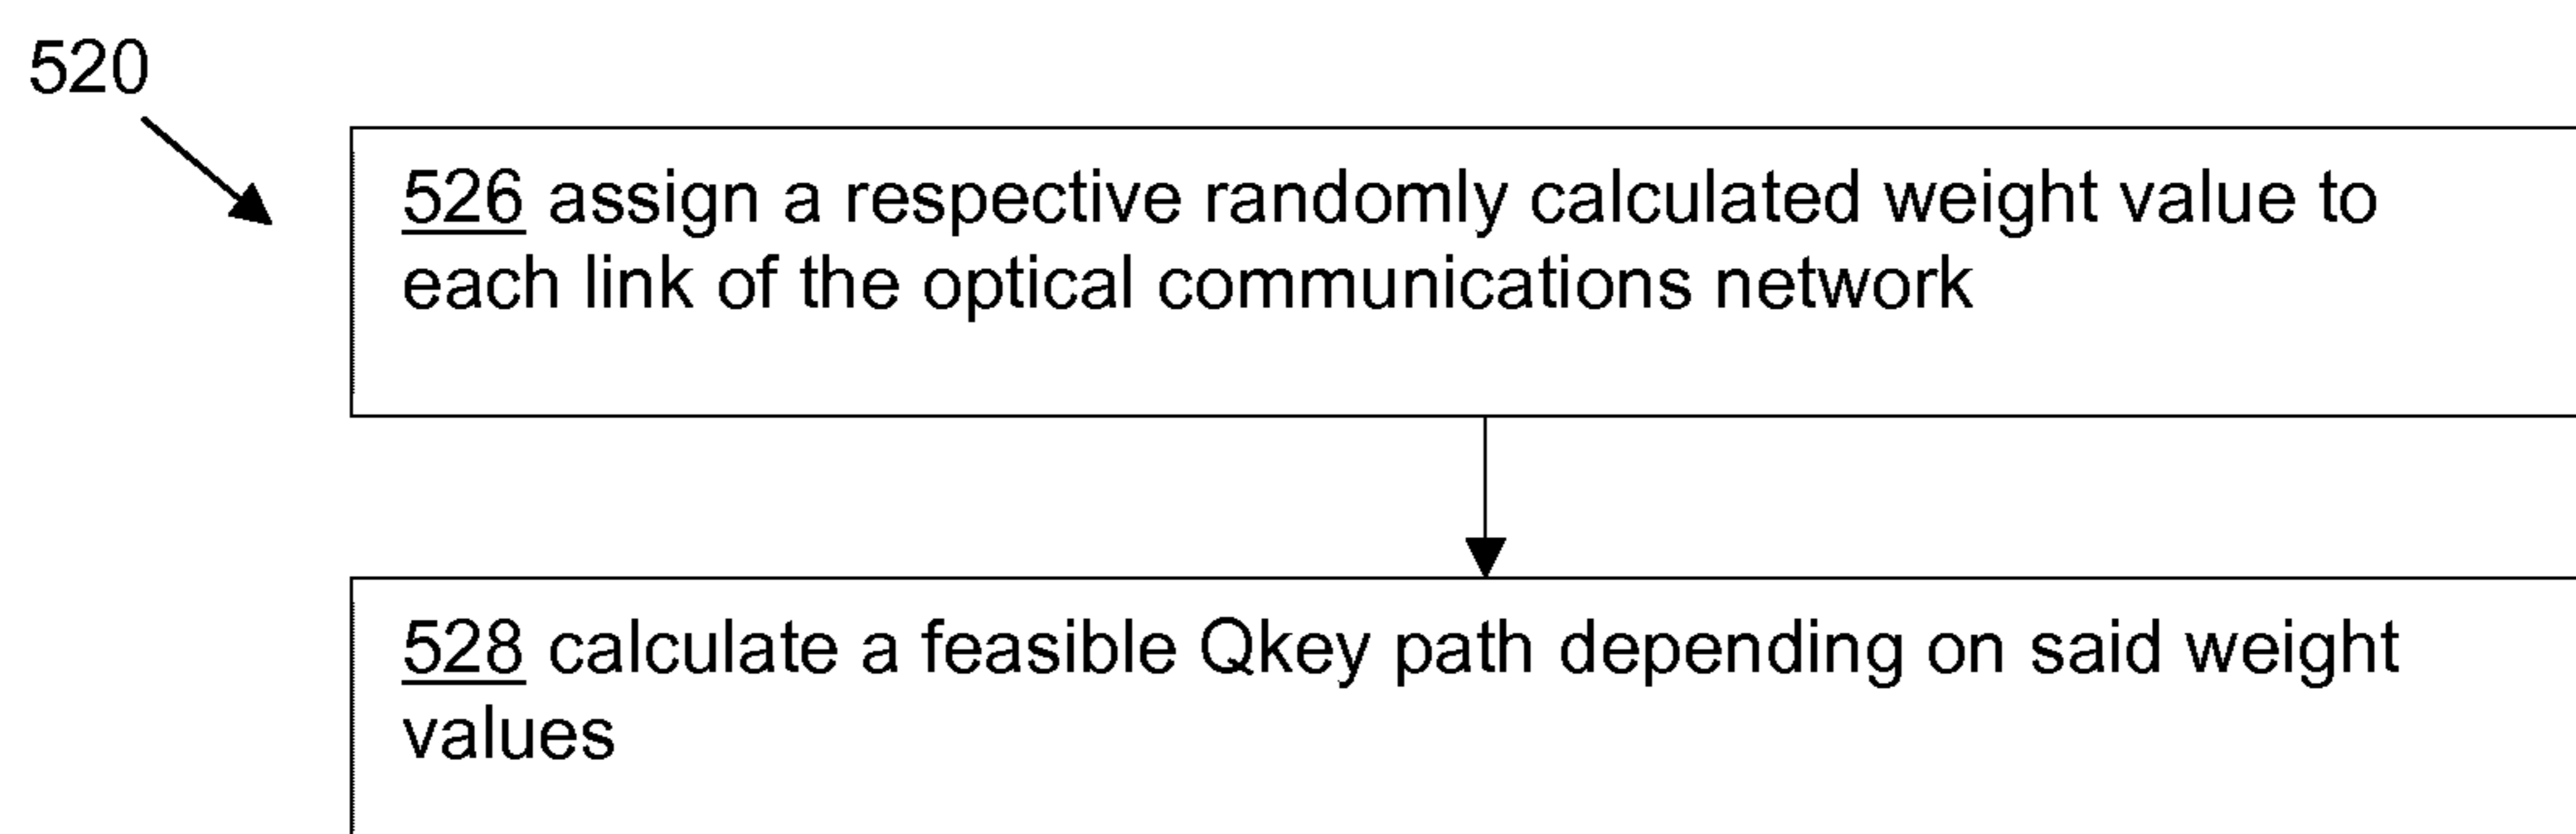 520
526 assign a respective randomly calculated weight value to
each link of the optical communications network
528 calculate a feasible Qkey path depending on said weight
values